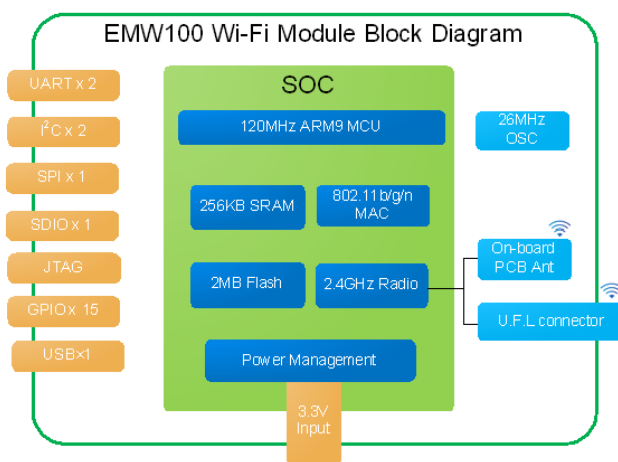 EMW100 Wi-Fi Module Block Diagram
UART x 2
I²C x 2
SPI x 1
SDIO x 1
JTAG
GPIO x 15
USB×1
SOC
120MHz ARM9 MCU
256KB SRAM
802.11 b/g/n
MAC
2MB Flash
2.4GHz Radio
Power Management
3.3V
Input
26MHz
OSC
On-board
PCB Ant
U.F.L connector